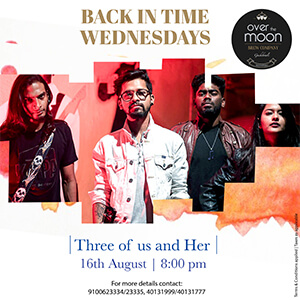 BACK IN TIME
WEDNESDAYS
over the
moon
BREW COMPANY
Three of us and Her
16th August | 8:00 pm
For more details contact:
9100623334/23335, 40131999/40131777